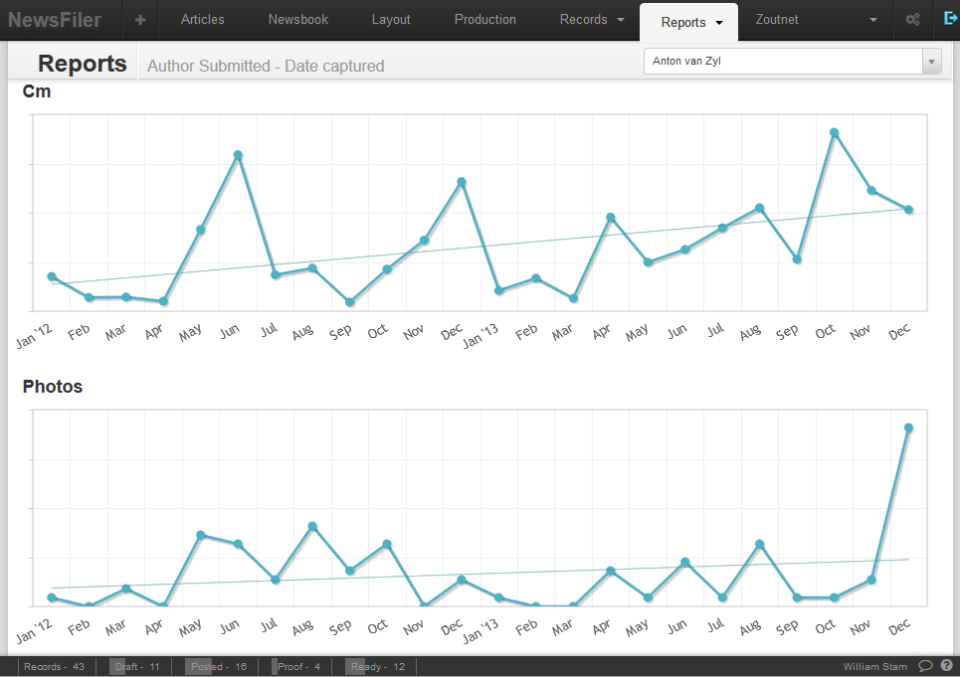 NewsFiler + Articles Newsbook Layout Production Records Reports Zoutnet
Reports Author Submitted - Date captured Anton van Zyl
Cm
Jan '12 Feb Mar Apr May Jun Jul Aug Sep Oct Nov Dec Jan '13 Feb Mar Apr May Jun Jul Aug Sep Oct Nov Dec
Photos
Jan '12 Feb Mar Apr May Jun Jul Aug Sep Oct Nov Dec Jan '13 Feb Mar Apr May Jun Jul Aug Sep Oct Nov Dec
Records - 43 Draft - 11 Posted - 16 Proof - 4 Ready - 12 William Stam ?